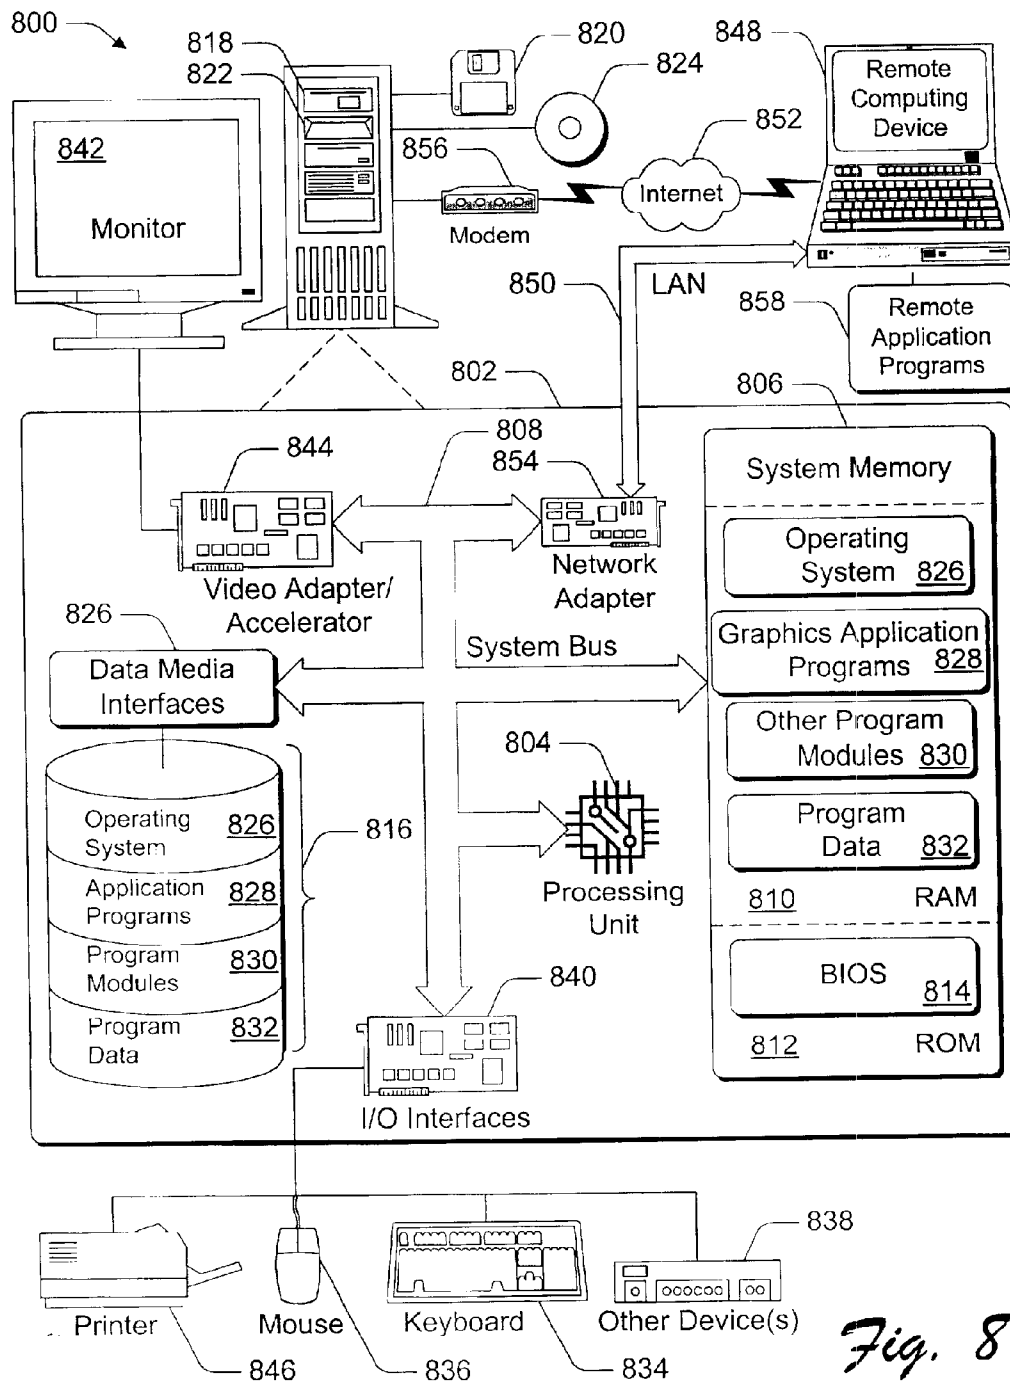 800
818
822
820
824
848
Remote
Computing
Device
842
Monitor
856
Modem
852
Internet
850
LAN
858
Remote
Application
Programs
802
806
844
808
854
System Memory
Operating
System 826
Video Adapter/
Accelerator
Network
Adapter
826
Data Media
Interfaces
System Bus
Graphics Application
Programs 828
Other Program
Modules 830
804
Processing
Unit
Program
Data 832
810 RAM
Operating
System 826
816
Application
Programs 828
Program
Modules 830
Program
Data 832
BIOS 814
812 ROM
840
I/O Interfaces
838
Printer
Mouse
Keyboard
Other Device(s)
846
836
834
Fig. 8